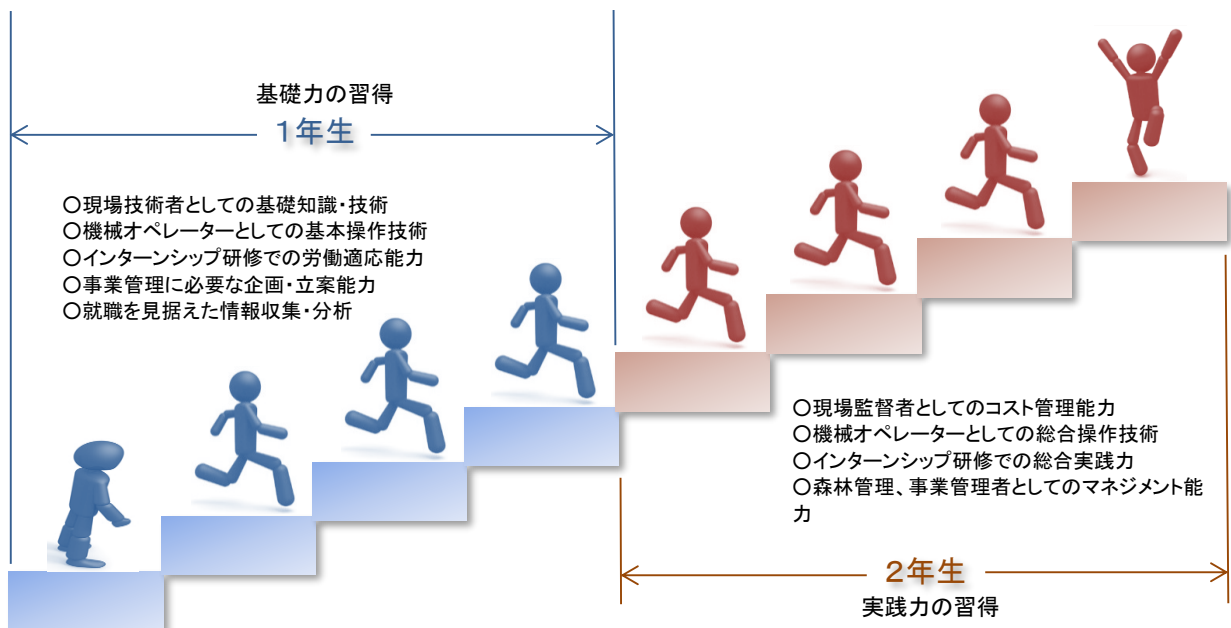 基礎力の習得
1年生
○現場技術者としての基礎知識・技術
○機械オペレーターとしての基本操作技術
○インターンシップ研修での労働適応能力
○事業管理に必要な企画・立案能力
○就職を見据えた情報収集・分析
○現場監督者としてのコスト管理能力
○機械オペレーターとしての総合操作技術
○インターンシップ研修での総合実践力
○森林管理、事業管理者としてのマネジメント能
力
2年生
実践力の習得